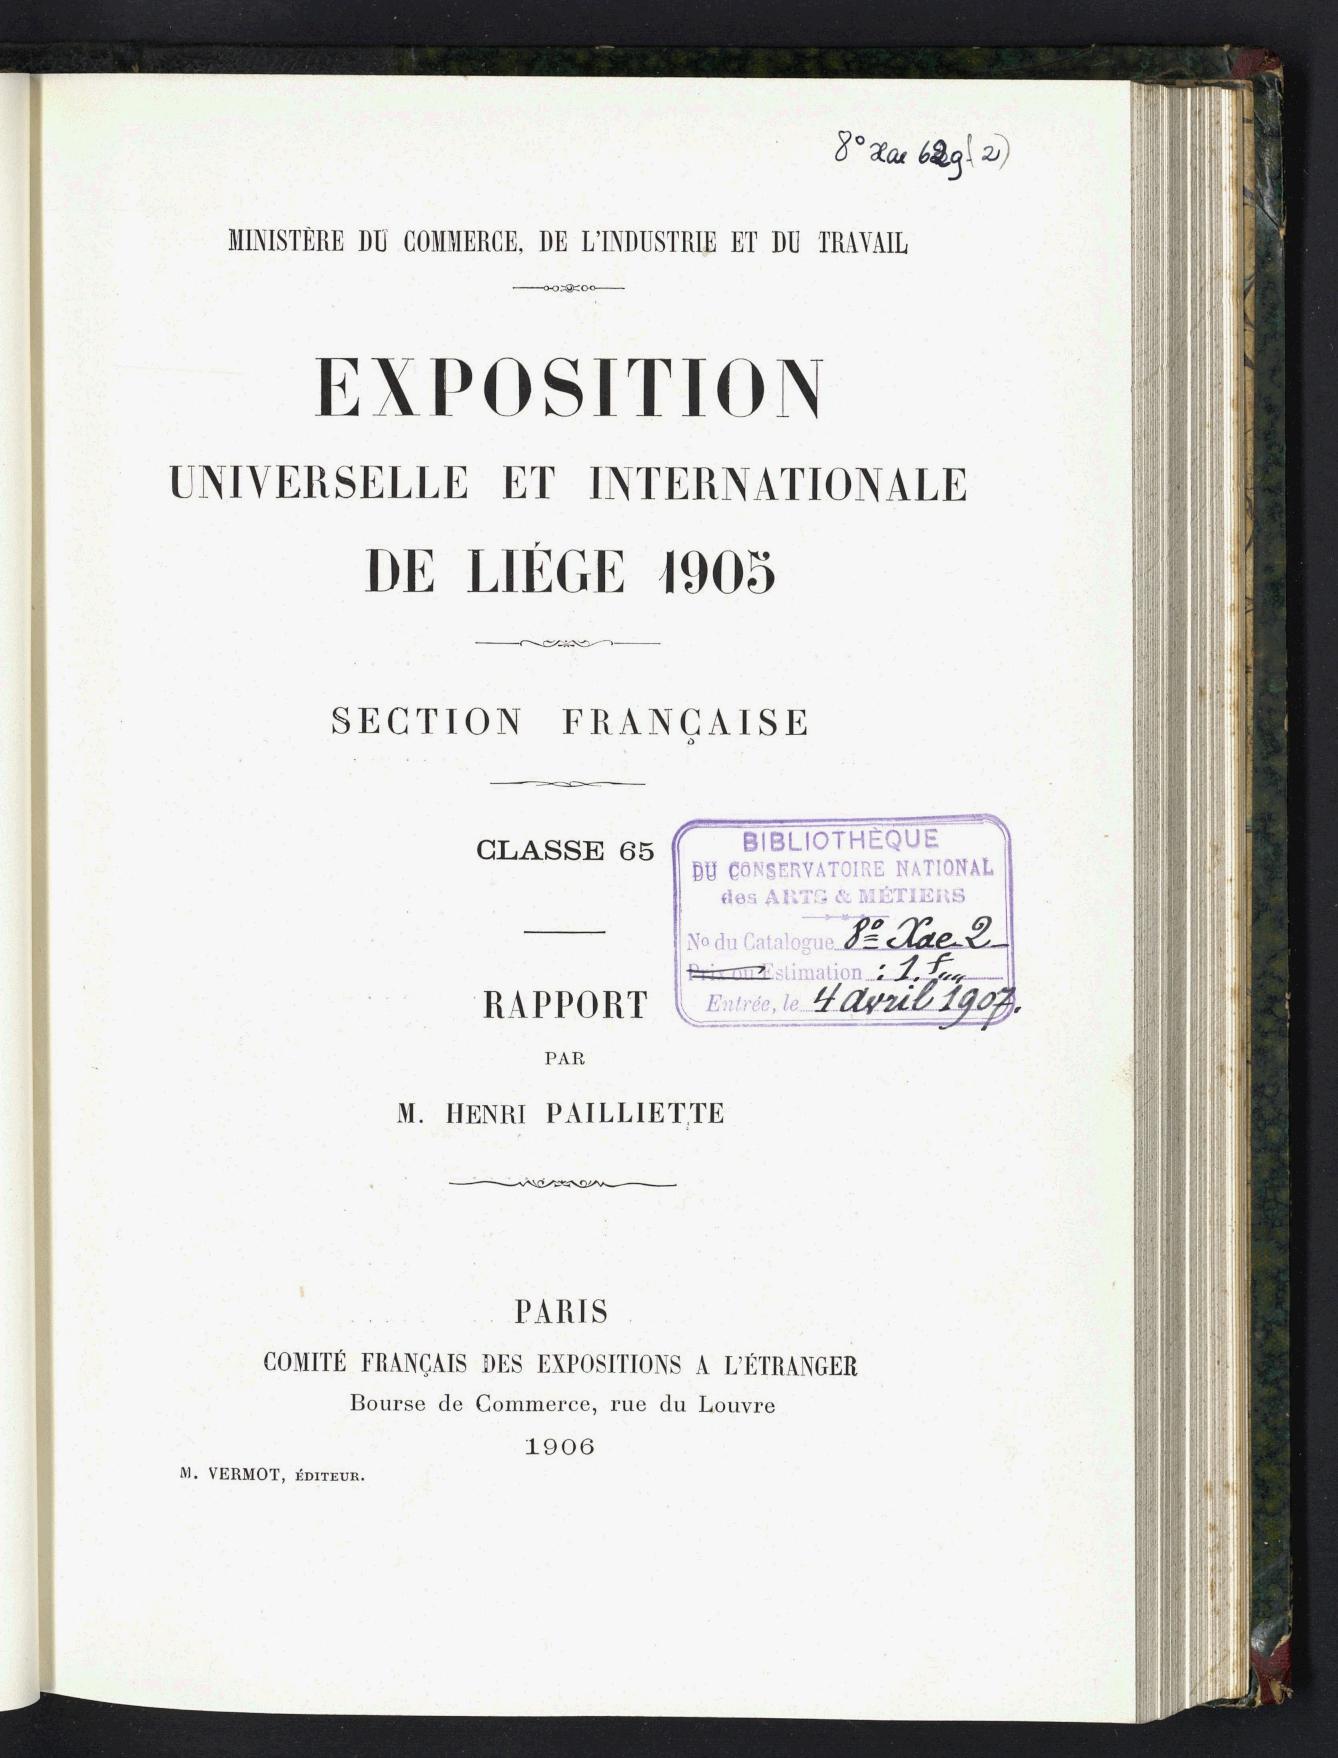 8° Xae 6 g (2)
MINISTÈRE DU COMMERCE, DE L'INDUSTRIE ET DU TRAVAIL
EXPOSITION
UNIVERSELLE ET INTERNATIONALE
DE LIÉGE 1905
SECTION FRANÇAISE
CLASSE 65
BIBLIOTHÈQUE
DU CONSERVATOIRE NATIONAL
des ARTS & MÉTIERS
No du Catalogue 8° Xae 2
Prix ou Estimation : 1. f „„
Entrée, le 4 avril 1907.
RAPPORT
PAR
M. HENRI PAILLIETTE
PARIS
COMITÉ FRANÇAIS DES EXPOSITIONS A L'ÉTRANGER
Bourse de Commerce, rue du Louvre
1906
M. VERMOT, ÉDITEUR.